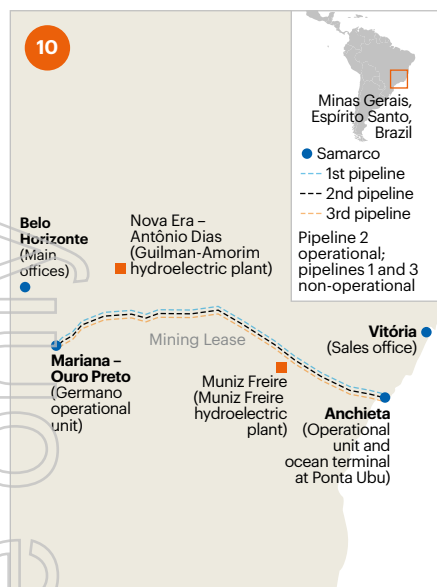 10
Minas Gerais,
Espírito Santo,
Brazil
Samarco
1st pipeline
2nd pipeline
3rd pipeline
Pipeline 2
operational;
pipelines 1 and 3
non-operational
Belo
Horizonte
(Main
offices)
Nova Era –
Antônio Dias
(Guilman-Amorim
hydroelectric plant)
Mining Lease
Vitória
(Sales office)
Mariana –
Ouro Preto
(Germano
operational
unit)
Muniz Freire
(Muniz Freire
hydroelectric
plant)
Anchieta
(Operational
unit and
ocean terminal
at Ponta Ubu)